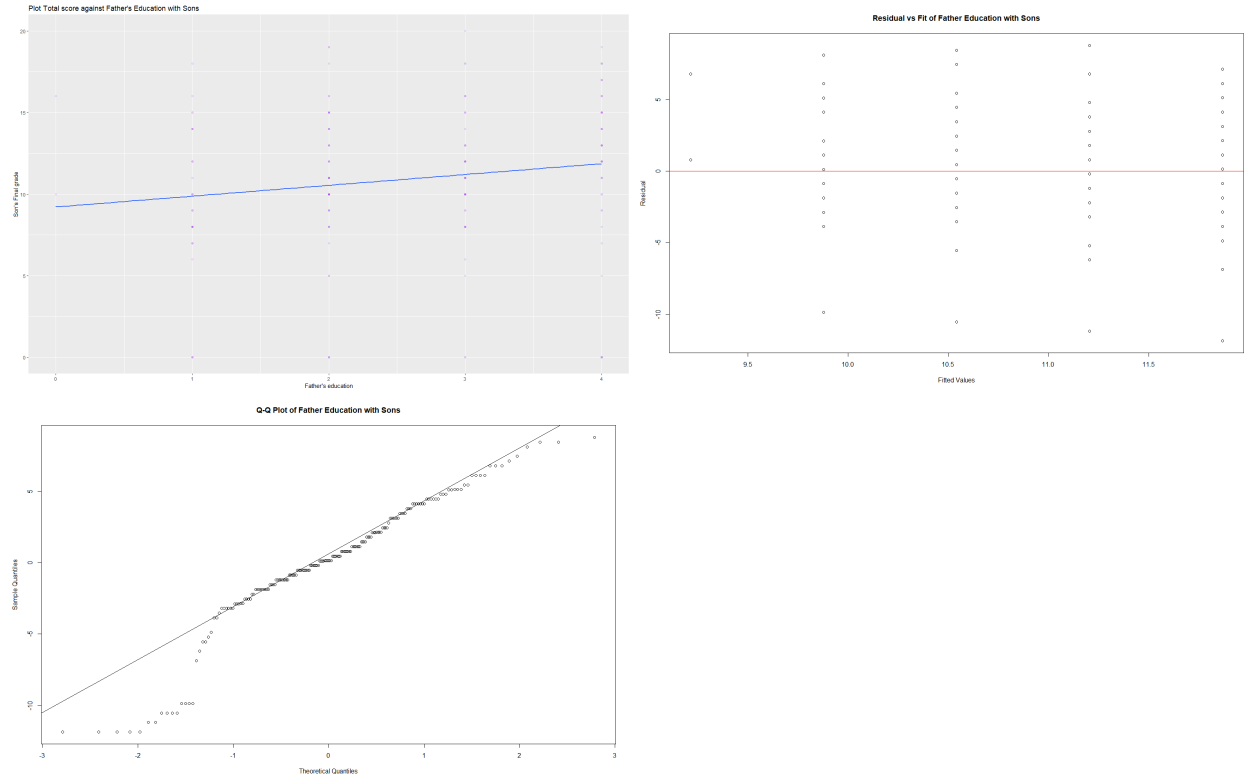 Plot Total score against Father's Education with Sons
20
15
10
5
0
Son's Final grade
0 1 2 3 4
Father's education
Residual vs Fit of Father Education with Sons
5
0
-5
-10
Residual
9.5 10.0 10.5 11.0 11.5
Fitted Values
Q-Q Plot of Father Education with Sons
5
0
-5
-10
Sample Quantiles
-3 -2 -1 0 1 2 3
Theoretical Quantiles